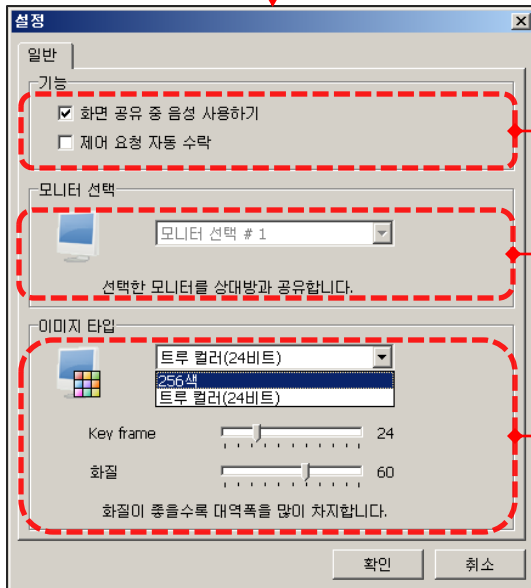 설정
일반
기능
화면 공유 중 음성 사용하기
제어 요청 자동 수락
모니터 선택
모니터 선택 # 1
선택한 모니터를 상대방과 공유합니다.
이미지 타입
트루 컬러(24비트)
256색
트루 컬러(24비트)
Key frame 24
화질 60
화질이 좋을수록 대역폭을 많이 차지합니다.
확인 취소